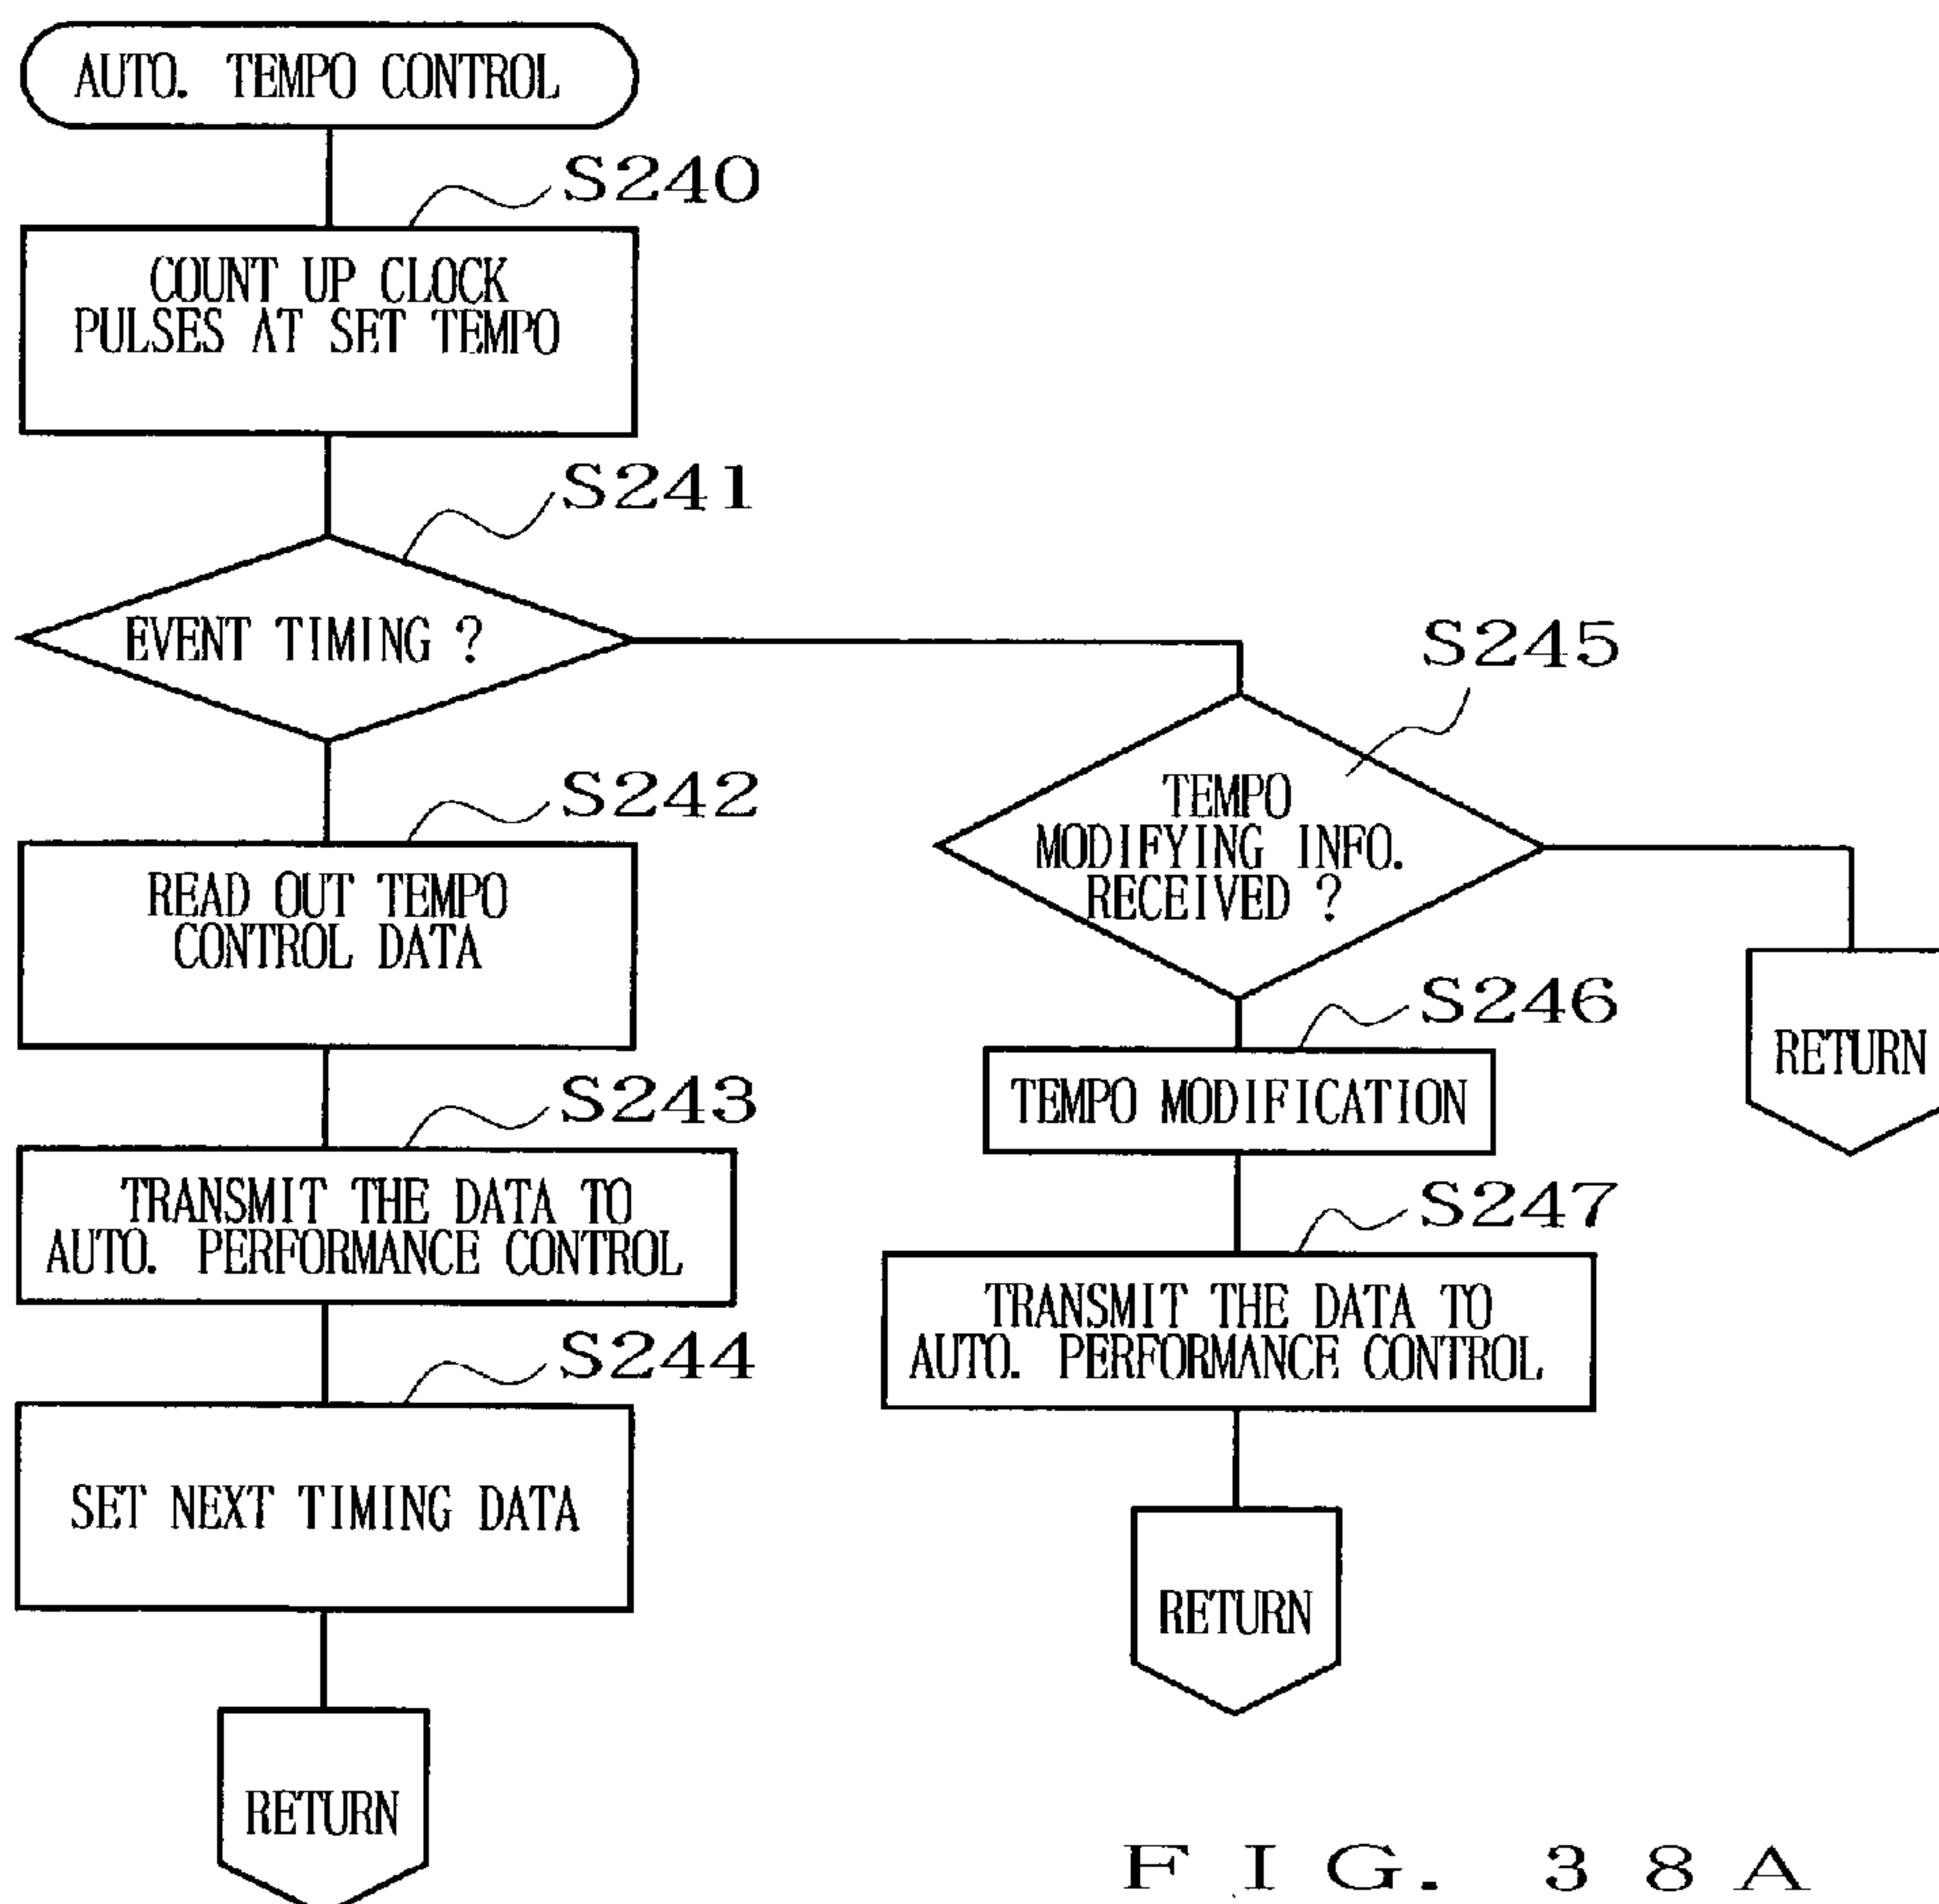 AUTO. TEMPO CONTROL
S240
COUNT UP CLOCK
PULSES AT SET TEMPO
S241
EVENT TIMING ?
S242
READ OUT TEMPO
CONTROL DATA
S243
TRANSMIT THE DATA TO
AUTO. PERFORMANCE CONTROL
S244
SET NEXT TIMING DATA
RETURN
S245
TEMPO
MODIFYING INFO.
RECEIVED ?
RETURN
S246
TEMPO MODIFICATION
S247
TRANSMIT THE DATA TO
AUTO. PERFORMANCE CONTROL
RETURN
FIG. 38A